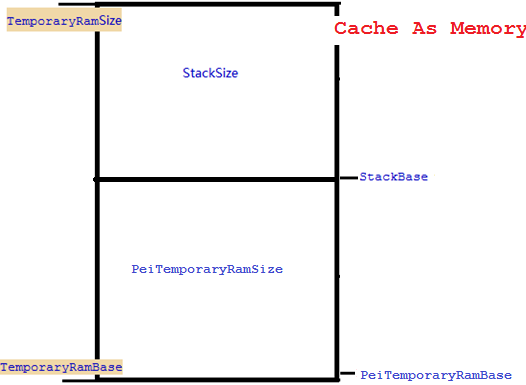 TemporaryRamSize
Cache As Memory
StackSize
StackBase
PeiTemporaryRamSize
TemporaryRamBase
PeiTemporaryRamBase